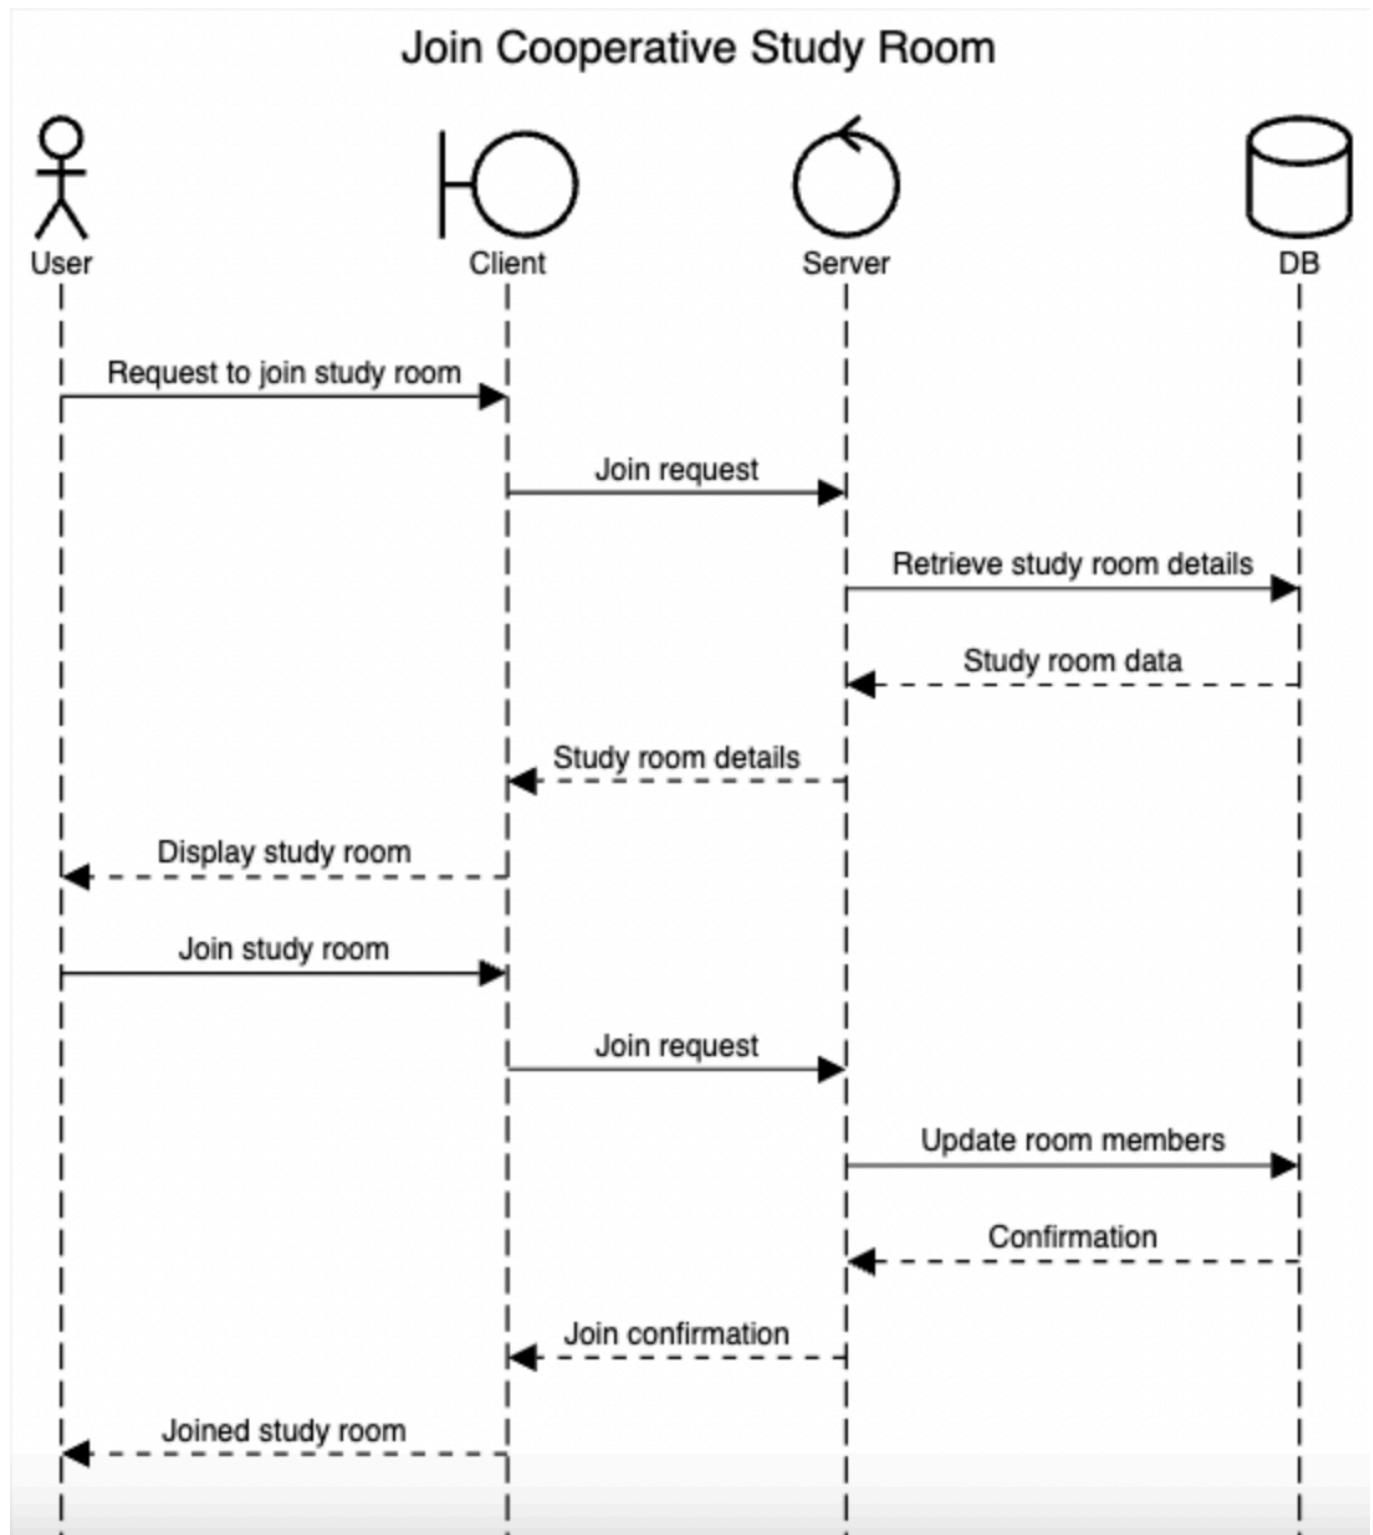 Join Cooperative Study Room
User
Client
Server
DB
Request to join study room
Join request
Retrieve study room details
Study room data
Study room details
Display study room
Join study room
Join request
Update room members
Confirmation
Join confirmation
Joined study room